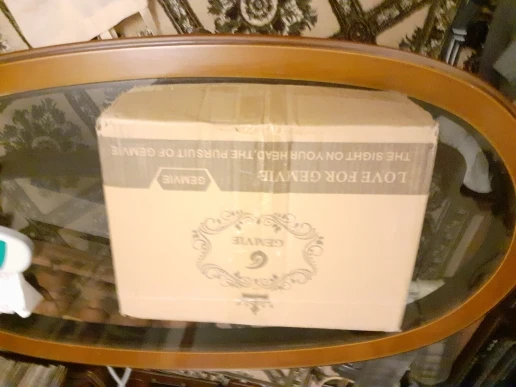 LOVE FOR GEMVIE
THE SIGHT ON YOUR HEAD,THE PURSUIT OF GEMVIE
GEMVIE
GEMVIE